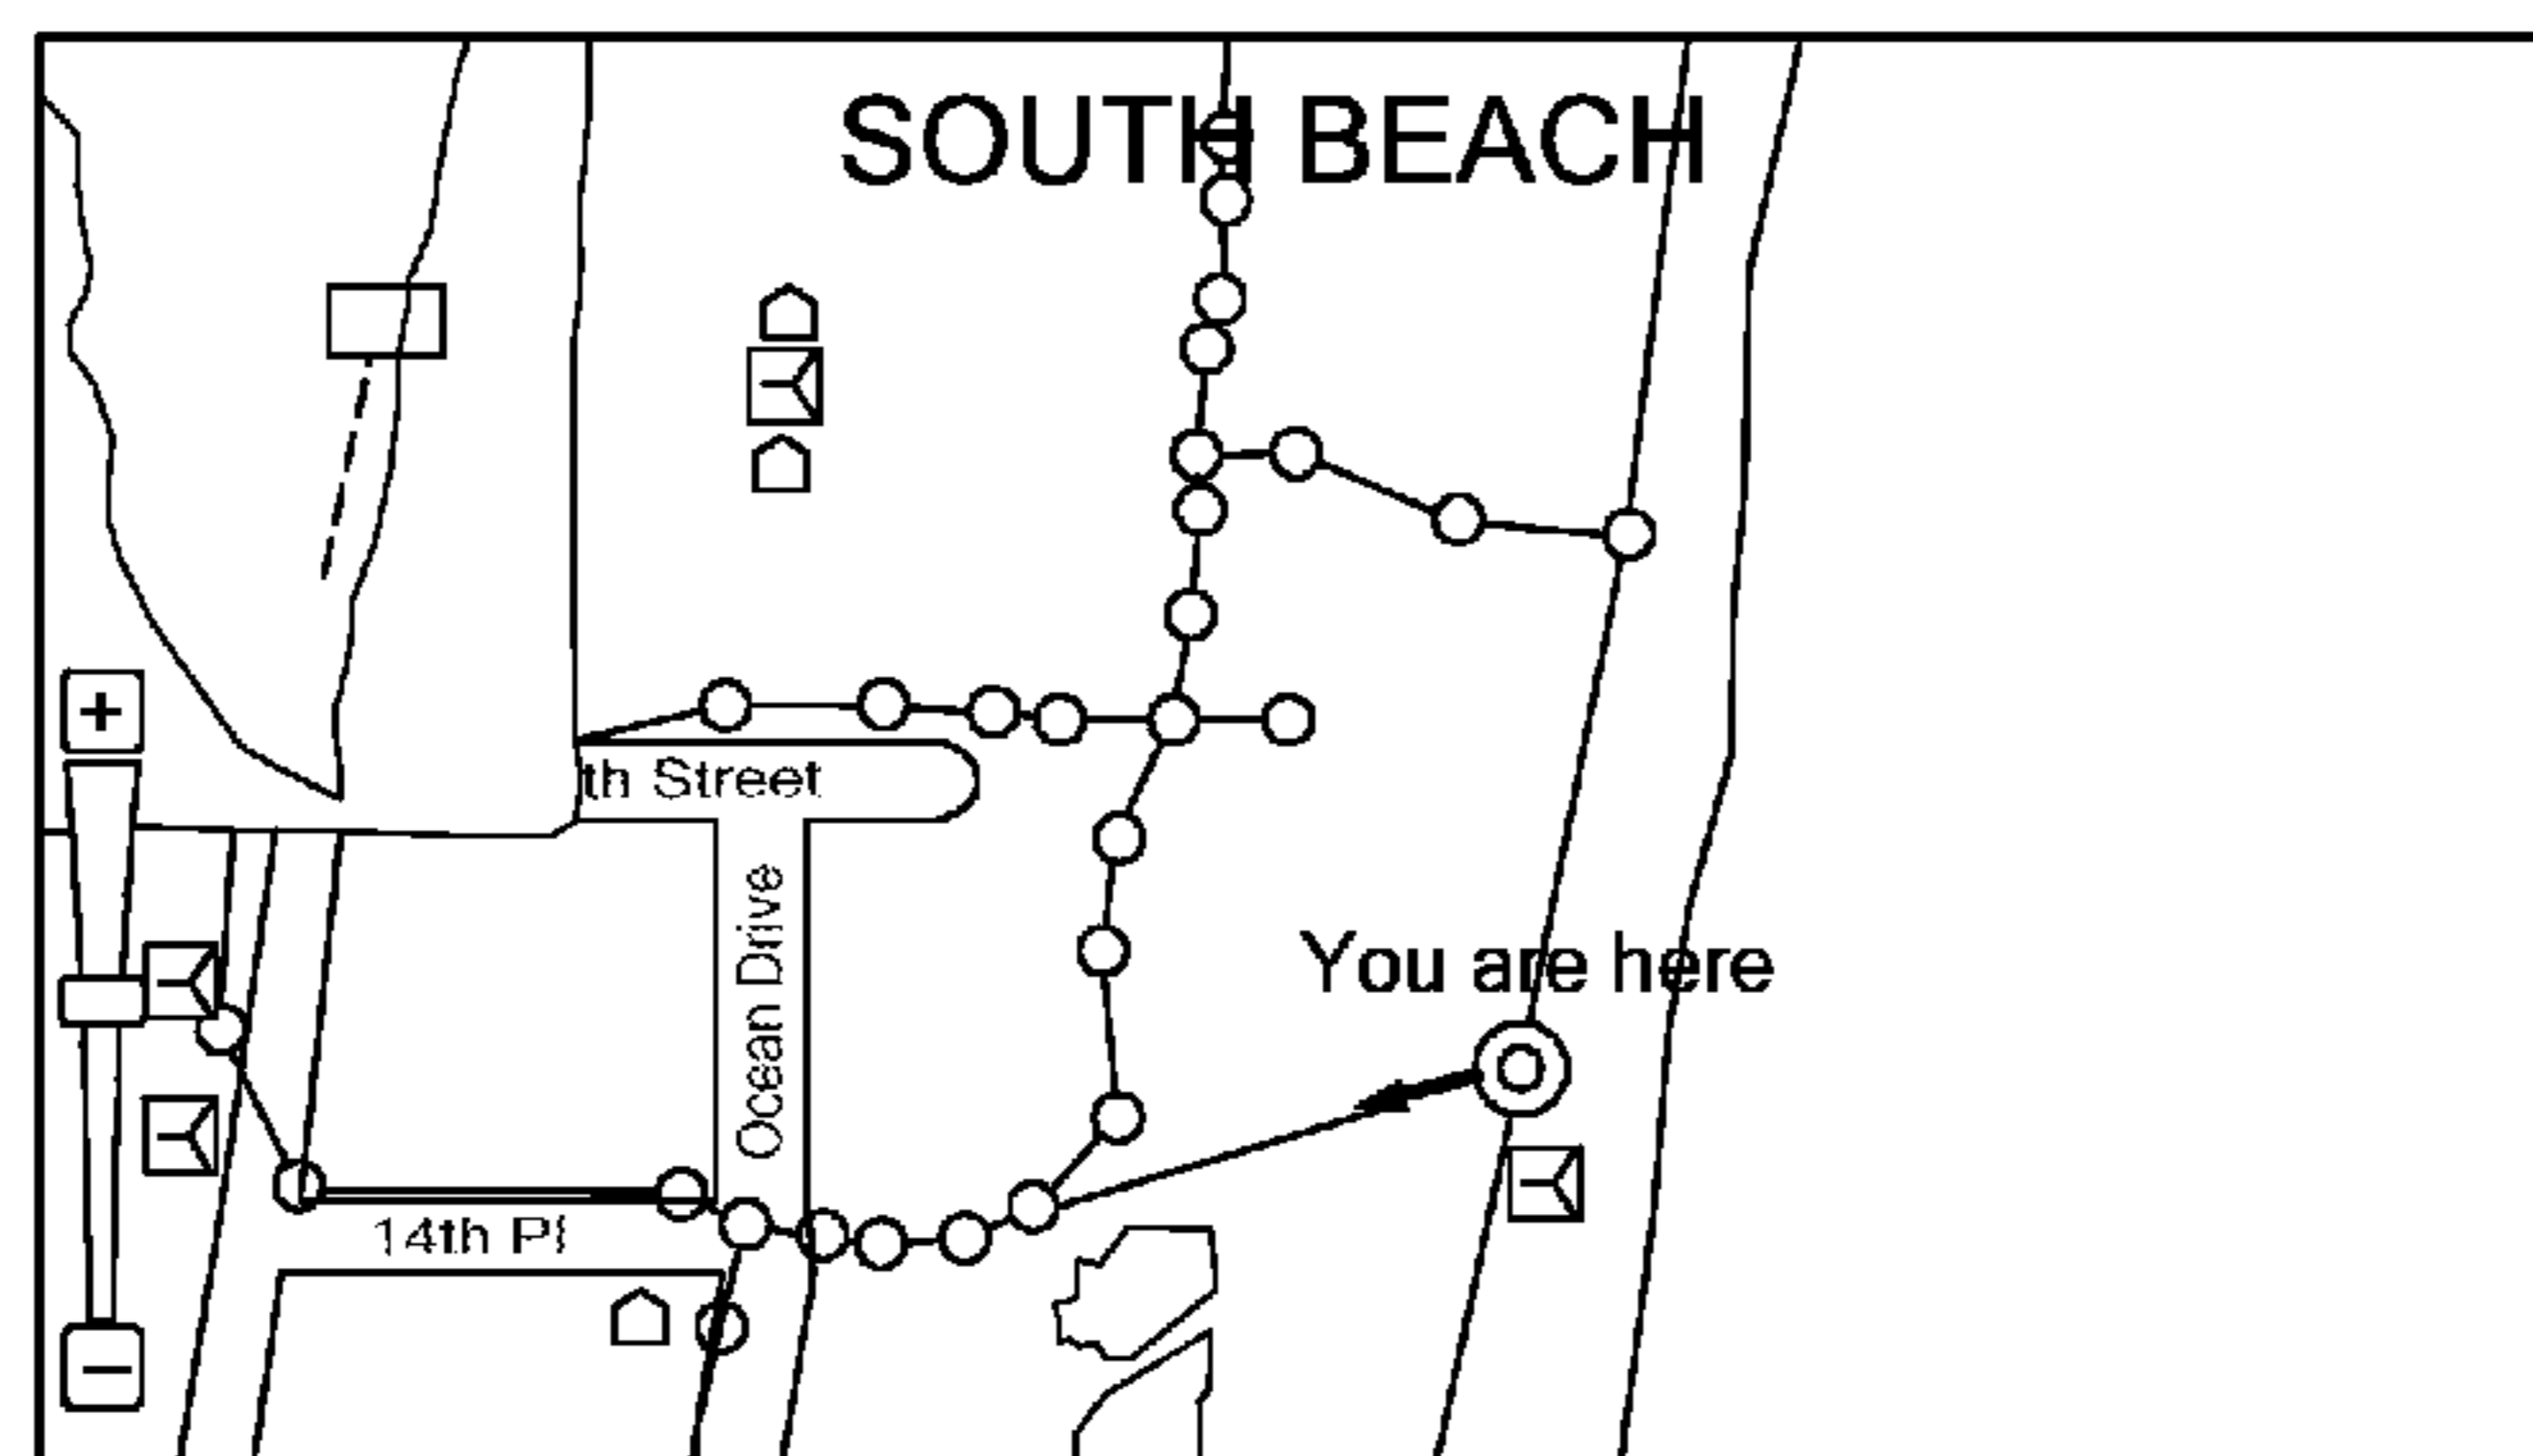 SOUTH BEACH
+
th Street
Ocean Drive
You are here
14th Pl
−